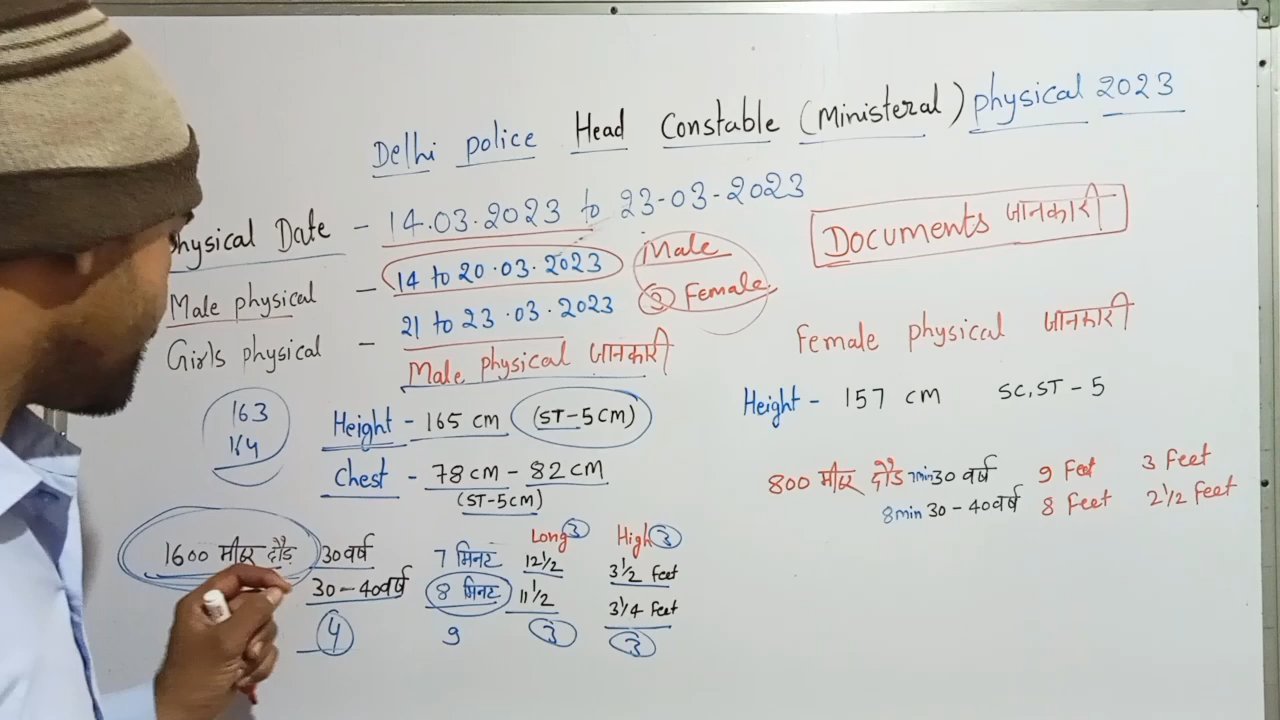 Delhi police Head Constable (Ministeral) physical 2023
Physical Date - 14.03.2023 to 23-03-2023
Male physical - 14 to 20.03.2023
Girls physical - 21 to 23.03.2023
Male
③ Female
Documents जानकारी
Male physical जानकारी
163
164
Height - 165 cm (ST-5CM)
Chest - 78 cm - 82 cm
(ST-5cm)
Long ③ High ③
1600 मीटर दौड़ 30 वर्ष 7 मिनट 12 1/2 3 1/2 feet
30-40 वर्ष 8 मिनट 11 1/2 3 1/4 feet
④ 9 ③ ③
Female physical जानकारी
Height - 157 cm SC, ST - 5
800 मीटर दौड़ 7min 30 वर्ष 9 Feet 3 Feet
8min 30-40 वर्ष 8 Feet 2 1/2 Feet